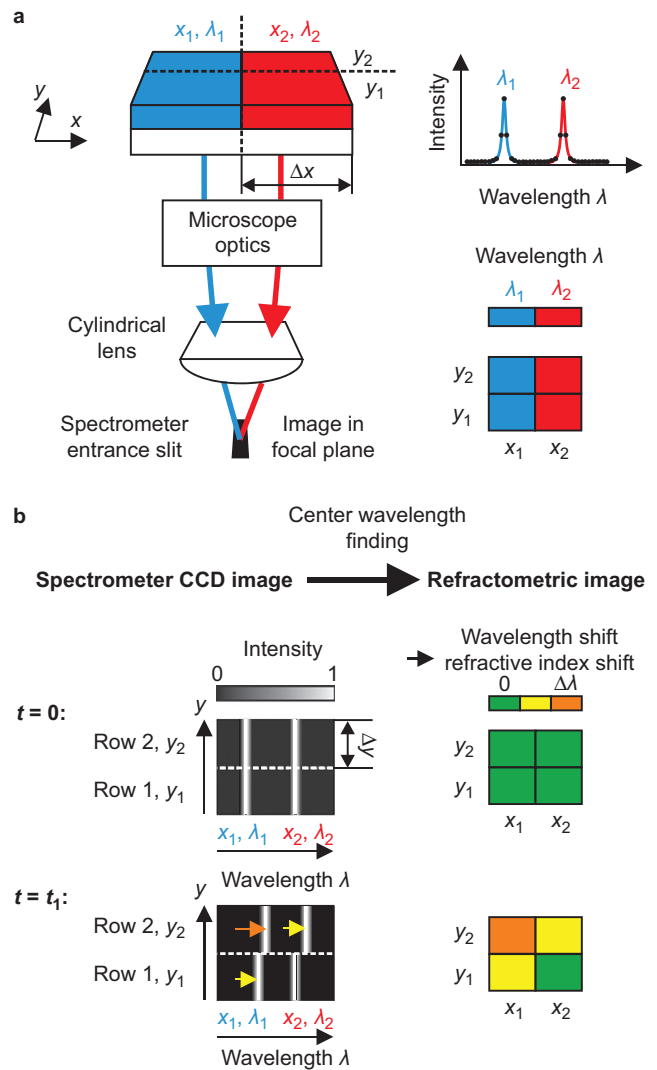 a
x1, λ1 x2, λ2
y2
y1
y
x
Δx
Microscope
optics
Cylindrical
lens
Spectrometer
entrance slit
Image in
focal plane
Intensity
λ1
λ2
Wavelength λ
Wavelength λ
λ1 λ2
y2
y1
x1 x2
b
Center wavelength
finding
Spectrometer CCD image
Refractometric image
Intensity
0 1
Wavelength shift
refractive index shift
0 Δλ
t = 0:
y
Row 2, y2
Row 1, y1
Δy
x1, λ1 x2, λ2
Wavelength λ
y2
y1
x1 x2
t = t1:
y
Row 2, y2
Row 1, y1
x1, λ1 x2, λ2
Wavelength λ
y2
y1
x1 x2